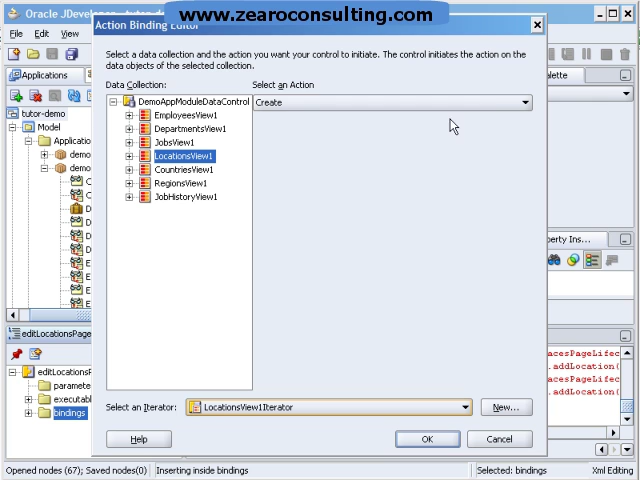 www.zearoconsulting.com
Oracle JDeveloper - tutor-de
Action Binding Editor
File Edit View
Select a data collection and the action you want your control to initiate. The control initiates the action on the
data objects of the selected collection.
Applications
Data Collection:
Select an Action
alette
DemoAppModuleDataControl
Create
tutor-demo
EmployeesView1
Model
DepartmentsView1
Applicatio
JobsView1
demo
LocationsView1
demo
CountriesView1
RegionsView1
JobHistoryView1
C
C
D
D
D
D
E
E
E
E
perty Ins...
editLocationsPage
acesPageLifec
.addLocation(
acesPageLifec
.addLocation(
editLocationsP
parameter
executabl
bindings
Select an Iterator:
LocationsView1Iterator
New...
Help
OK
Cancel
Opened nodes (67); Saved nodes(0)
Inserting inside bindings
Selected: bindings
Xml Editing